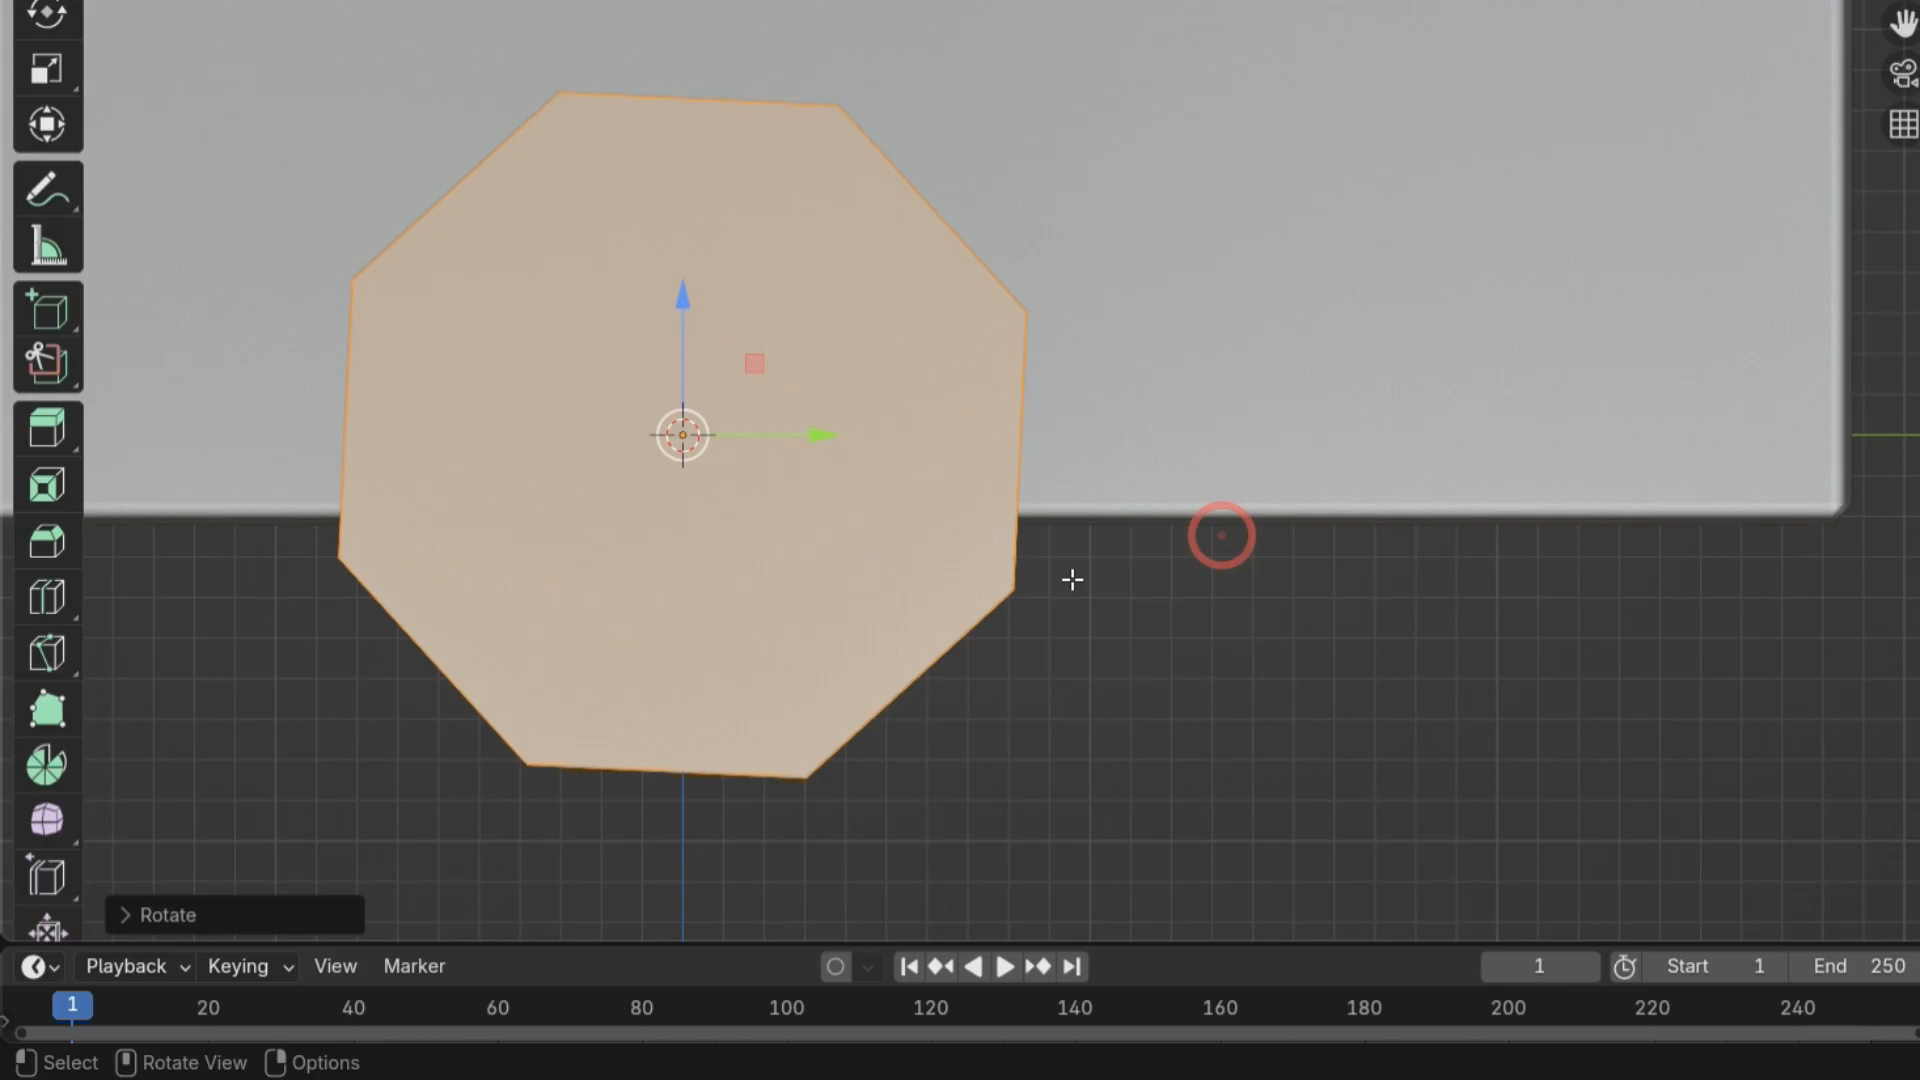 Rotate
Playback Keying View Marker 1 Start 1 End 250
1 20 40 60 80 100 120 140 160 180 200 220 240
Select Rotate View Options